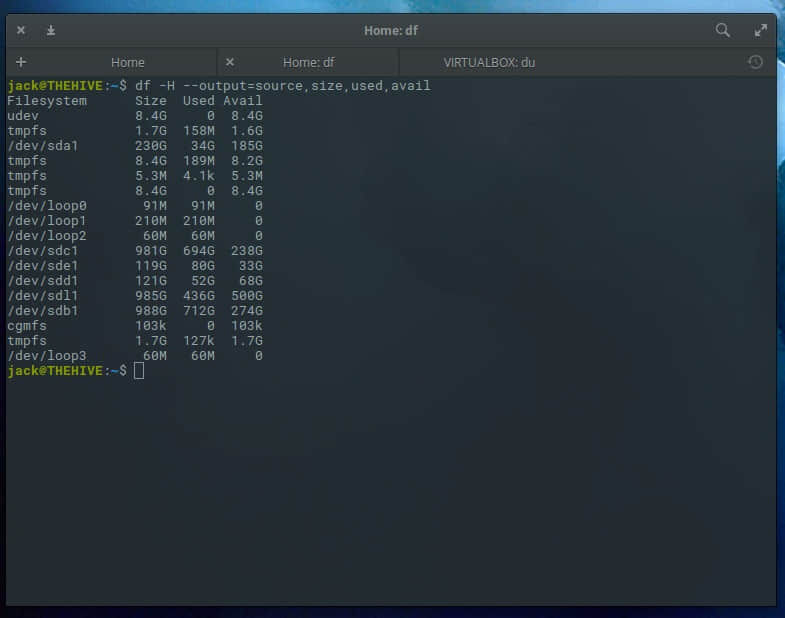 Home: df
Home
Home: df
VIRTUALBOX: du
jack@THEHIVE:~$ df -H --output=source,size,used,avail
Filesystem      Size  Used Avail
udev            8.4G     0  8.4G
tmpfs           1.7G  158M  1.6G
/dev/sda1       230G   34G  185G
tmpfs           8.4G  189M  8.2G
tmpfs           5.3M  4.1k  5.3M
tmpfs           8.4G     0  8.4G
/dev/loop0       91M   91M     0
/dev/loop1      210M  210M     0
/dev/loop2       60M   60M     0
/dev/sdc1       981G  694G  238G
/dev/sde1       119G   80G   33G
/dev/sdd1       121G   52G   68G
/dev/sdl1       985G  436G  500G
/dev/sdb1       988G  712G  274G
cgmfs           103k     0  103k
tmpfs           1.7G  127k  1.7G
/dev/loop3       60M   60M     0
jack@THEHIVE:~$